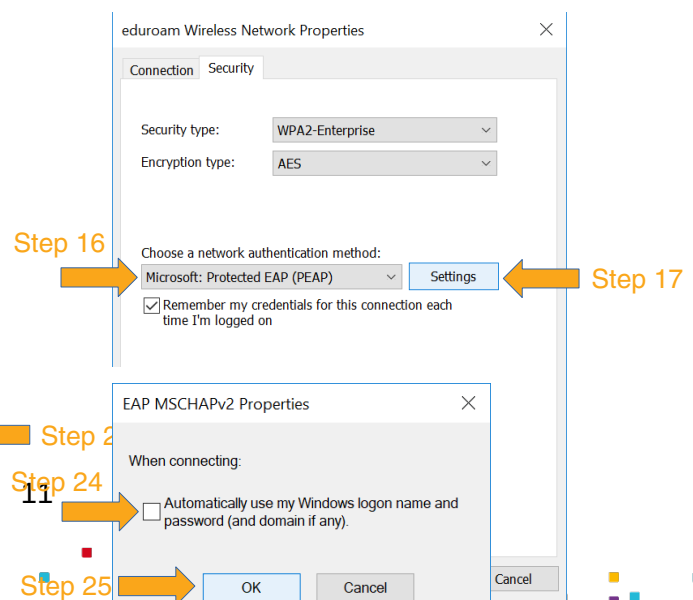 eduroam Wireless Network Properties
Connection Security
Security type: WPA2-Enterprise
Encryption type: AES
Step 16
Choose a network authentication method:
Microsoft: Protected EAP (PEAP) Settings
Step 17
Remember my credentials for this connection each
time I'm logged on
EAP MSCHAPv2 Properties
Step 2
When connecting:
Step 24
11
Automatically use my Windows logon name and
password (and domain if any).
Step 25
OK Cancel
Cancel